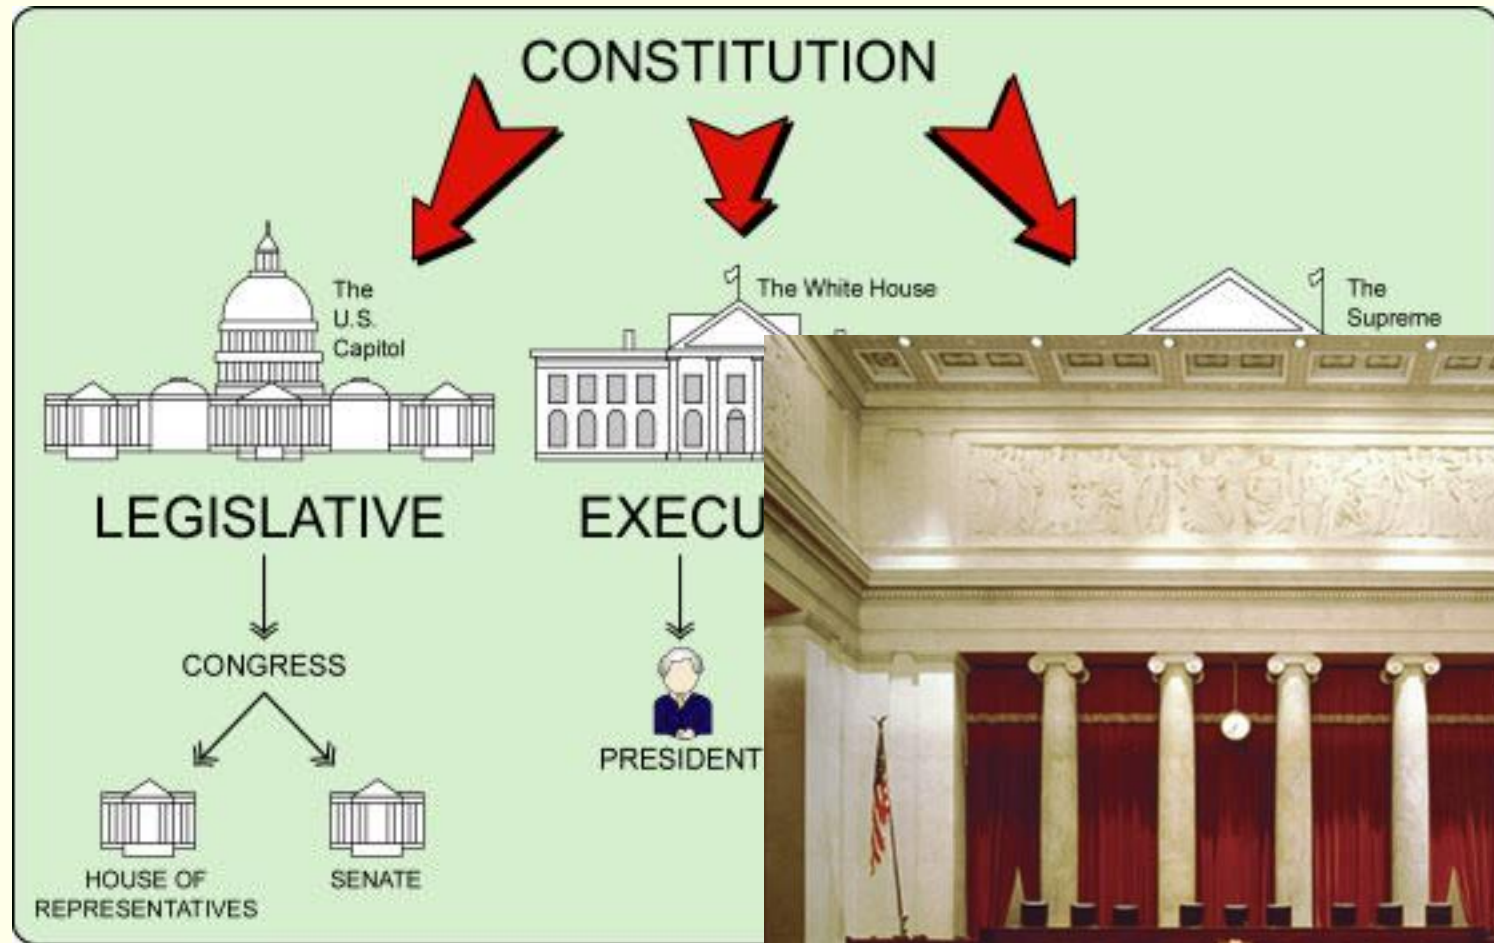 CONSTITUTION
The
U.S.
Capitol
The White House
The
Supreme
LEGISLATIVE
EXECU
CONGRESS
PRESIDENT
HOUSE OF
REPRESENTATIVES
SENATE